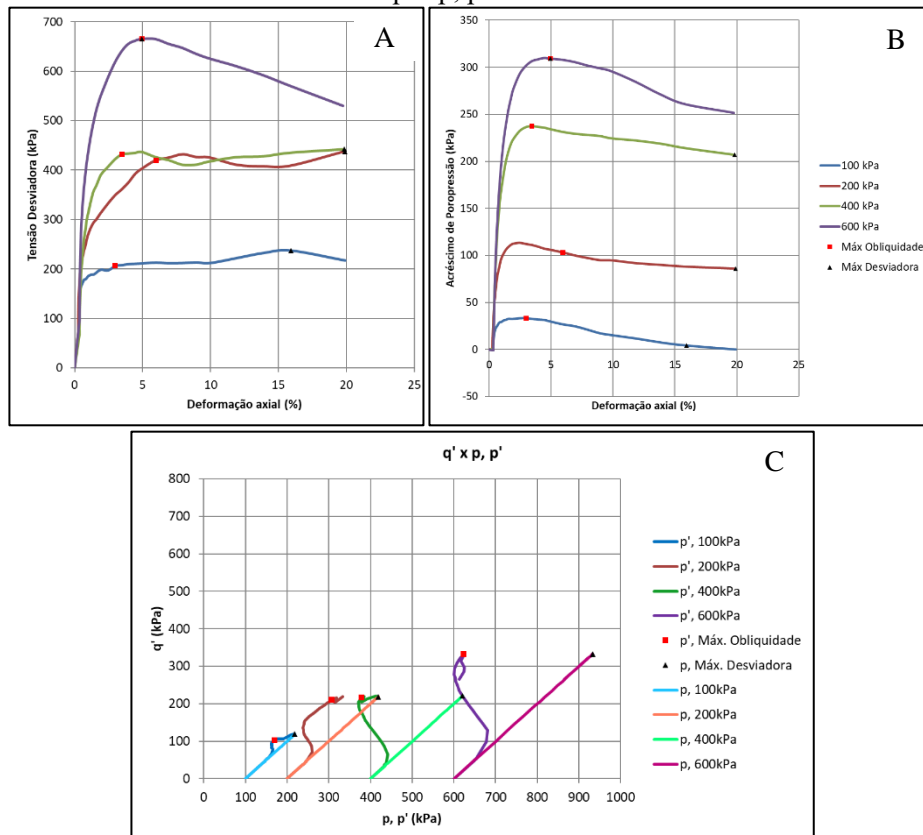 A
700
600
500
400
300
200
100
0
0 5 10 15 20 25
Tensão Desviadora (kPa)
Deformação axial (%)
B
350
300
250
200
150
100
50
0
-50
0 5 10 15 20 25
Acréscimo de Poropressão (kPa)
Deformação axial (%)
100 kPa
200 kPa
400 kPa
600 kPa
Máx Obliquidade
Máx Desviadora
q' x p, p'
C
800
700
600
500
400
300
200
100
0
0 100 200 300 400 500 600 700 800 900 1000
q' (kPa)
p, p' (kPa)
p', 100kPa
p', 200kPa
p', 400kPa
p', 600kPa
p', Máx. Obliquidade
p, Máx. Desviadora
p, 100kPa
p, 200kPa
p, 400kPa
p, 600kPa